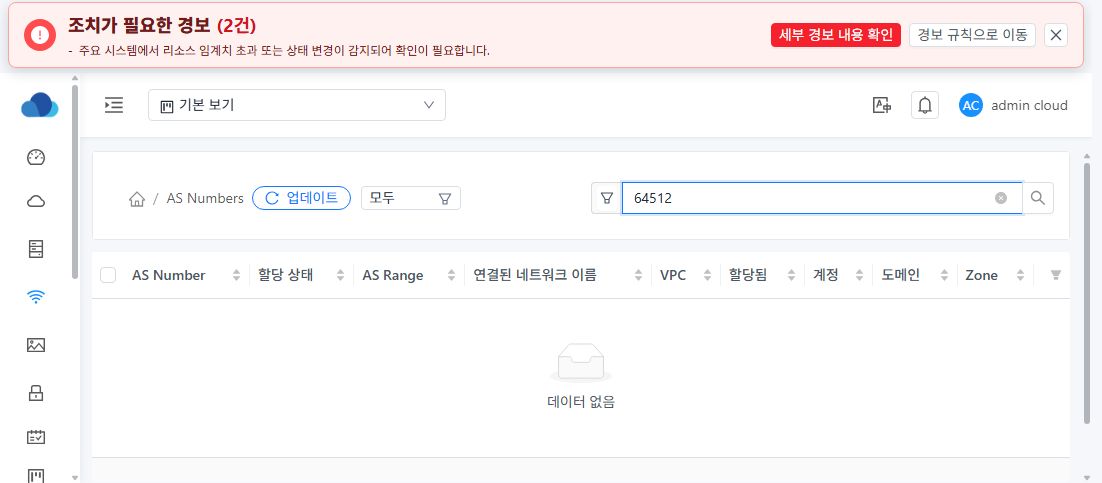 조치가 필요한 경보 (2건)
- 주요 시스템에서 리소스 임계치 초과 또는 상태 변경이 감지되어 확인이 필요합니다.
세부 경보 내용 확인
경보 규칙으로 이동
기본 보기
AC admin cloud
/ AS Numbers 업데이트 모두
64512
AS Number 할당 상태 AS Range 연결된 네트워크 이름 VPC 할당됨 계정 도메인 Zone
데이터 없음